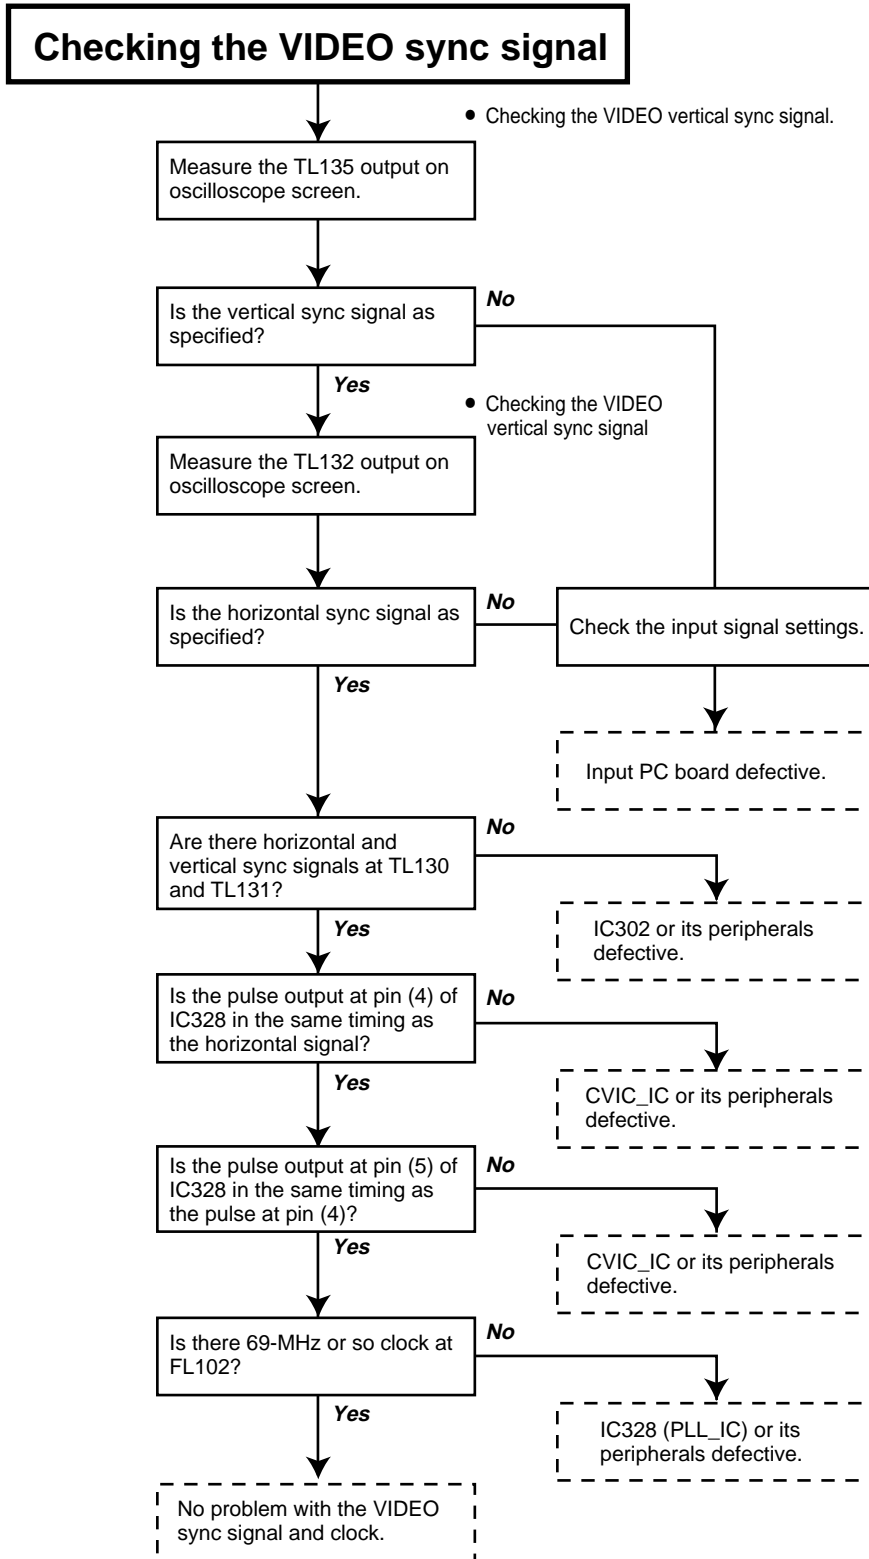 Checking the VIDEO sync signal
● Checking the VIDEO vertical sync signal.
Measure the TL135 output on
oscilloscope screen.
Is the vertical sync signal as
specified?
No
Yes
● Checking the VIDEO
vertical sync signal
Measure the TL132 output on
oscilloscope screen.
Is the horizontal sync signal as
specified?
No
Check the input signal settings.
Yes
Input PC board defective.
Are there horizontal and
vertical sync signals at TL130
and TL131?
No
IC302 or its peripherals
defective.
Yes
Is the pulse output at pin (4) of
IC328 in the same timing as
the horizontal signal?
No
CVIC_IC or its peripherals
defective.
Yes
Is the pulse output at pin (5) of
IC328 in the same timing as
the pulse at pin (4)?
No
CVIC_IC or its peripherals
defective.
Yes
Is there 69-MHz or so clock at
FL102?
No
IC328 (PLL_IC) or its
peripherals defective.
Yes
No problem with the VIDEO
sync signal and clock.